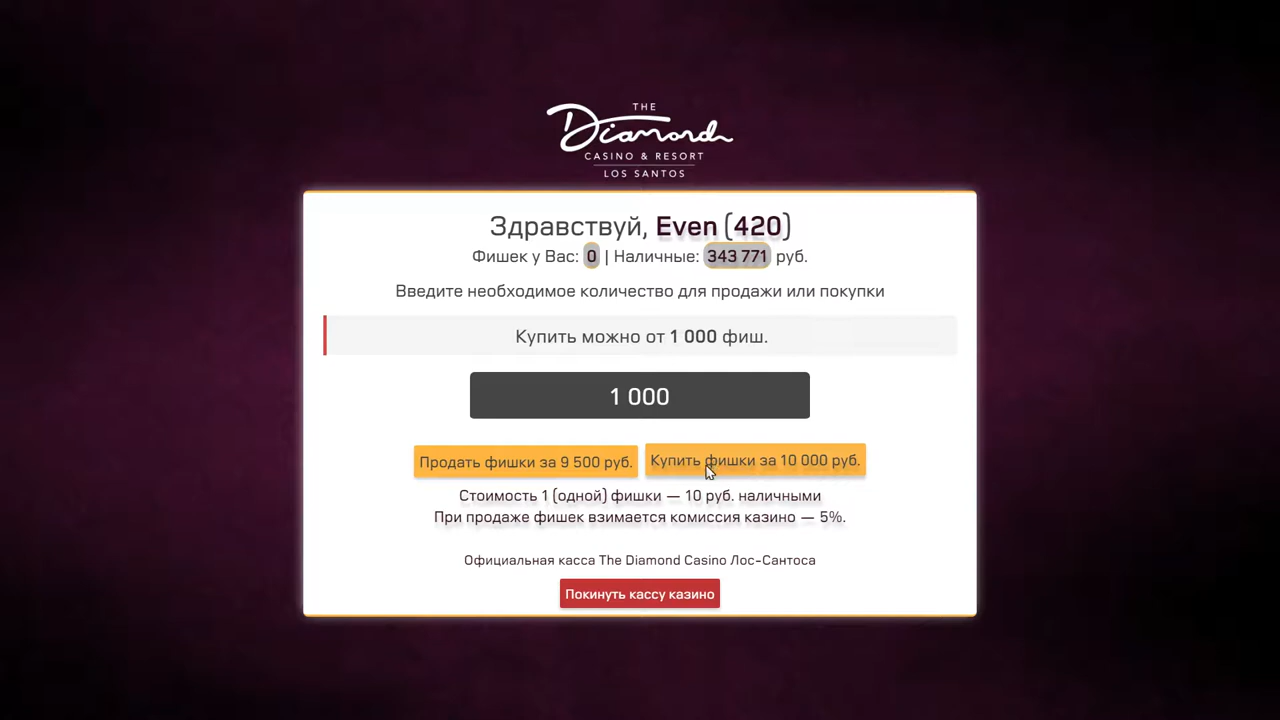 THE
Diamond
CASINO & RESORT
LOS SANTOS
Здравствуй, Even (420)
Фишек у Вас: 0 | Наличные: 343 771 руб.
Введите необходимое количество для продажи или покупки
Купить можно от 1 000 фиш.
1 000
Продать фишки за 9 500 руб. Купить фишки за 10 000 руб.
Стоимость 1 (одной) фишки — 10 руб. наличными
При продаже фишек взимается комиссия казино — 5%.
Официальная касса The Diamond Casino Лос-Сантоса
Покинуть кассу казино